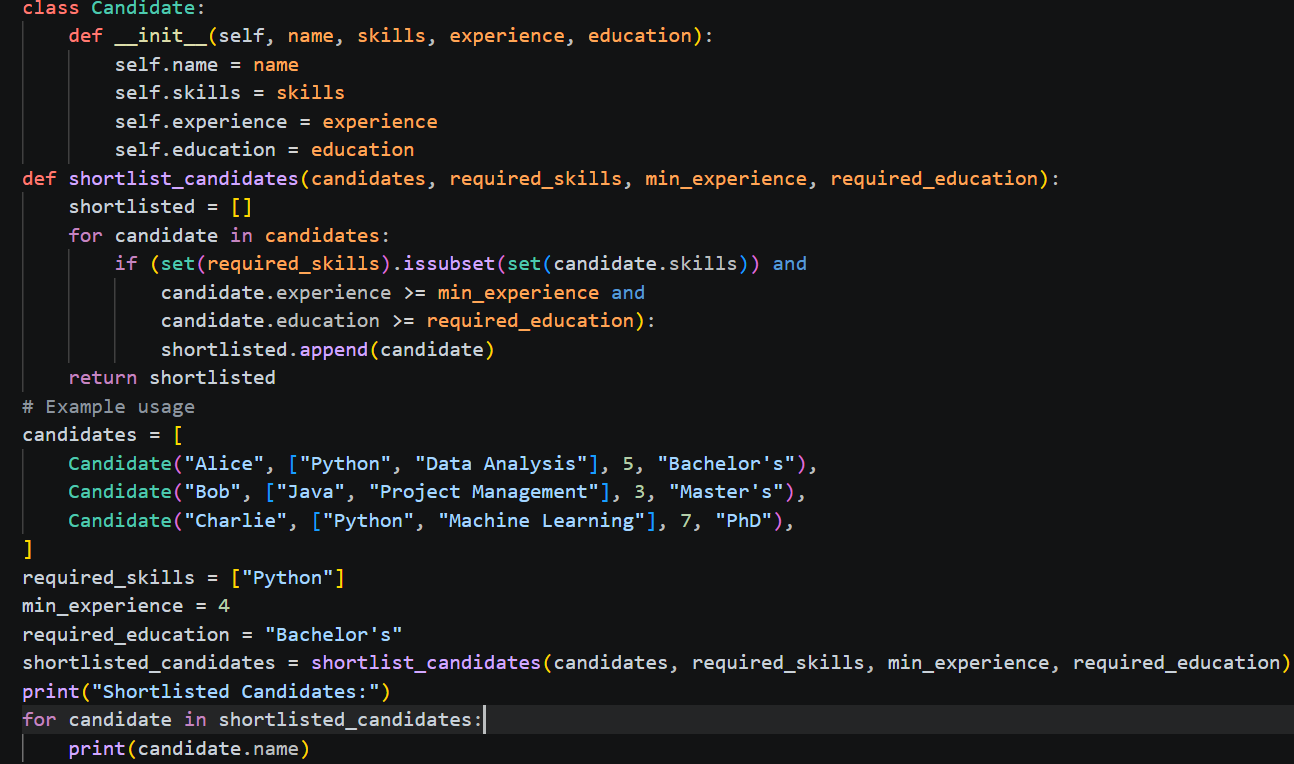 class Candidate:
    def __init__(self, name, skills, experience, education):
        self.name = name
        self.skills = skills
        self.experience = experience
        self.education = education
def shortlist_candidates(candidates, required_skills, min_experience, required_education):
    shortlisted = []
    for candidate in candidates:
        if (set(required_skills).issubset(set(candidate.skills)) and
            candidate.experience >= min_experience and
            candidate.education >= required_education):
            shortlisted.append(candidate)
    return shortlisted
# Example usage
candidates = [
    Candidate("Alice", ["Python", "Data Analysis"], 5, "Bachelor's"),
    Candidate("Bob", ["Java", "Project Management"], 3, "Master's"),
    Candidate("Charlie", ["Python", "Machine Learning"], 7, "PhD"),
]
required_skills = ["Python"]
min_experience = 4
required_education = "Bachelor's"
shortlisted_candidates = shortlist_candidates(candidates, required_skills, min_experience, required_education)
print("Shortlisted Candidates:")
for candidate in shortlisted_candidates:
    print(candidate.name)